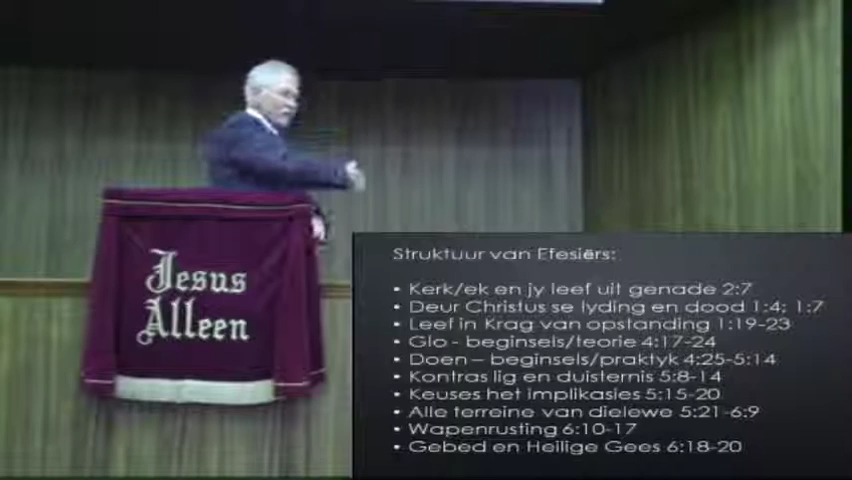 Jesus
Alleen
Struktuur van Efesiërs:
• Kerk/ek en jy leef uit genade 2:7
• Deur Christus se lyding en dood 1:4; 1:7
• Leef in Krag van opstanding 1:19-23
• Glo - beginsels/teorie 4:17-24
• Doen – beginsels/praktyk 4:25-5:14
• Kontras lig en duisternis 5:8-14
• Keuses het implikasies 5:15-20
• Alle terreine van dielewe 5:21-6:9
• Wapenrusting 6:10-17
• Gebed en Heilige Gees 6:18-20